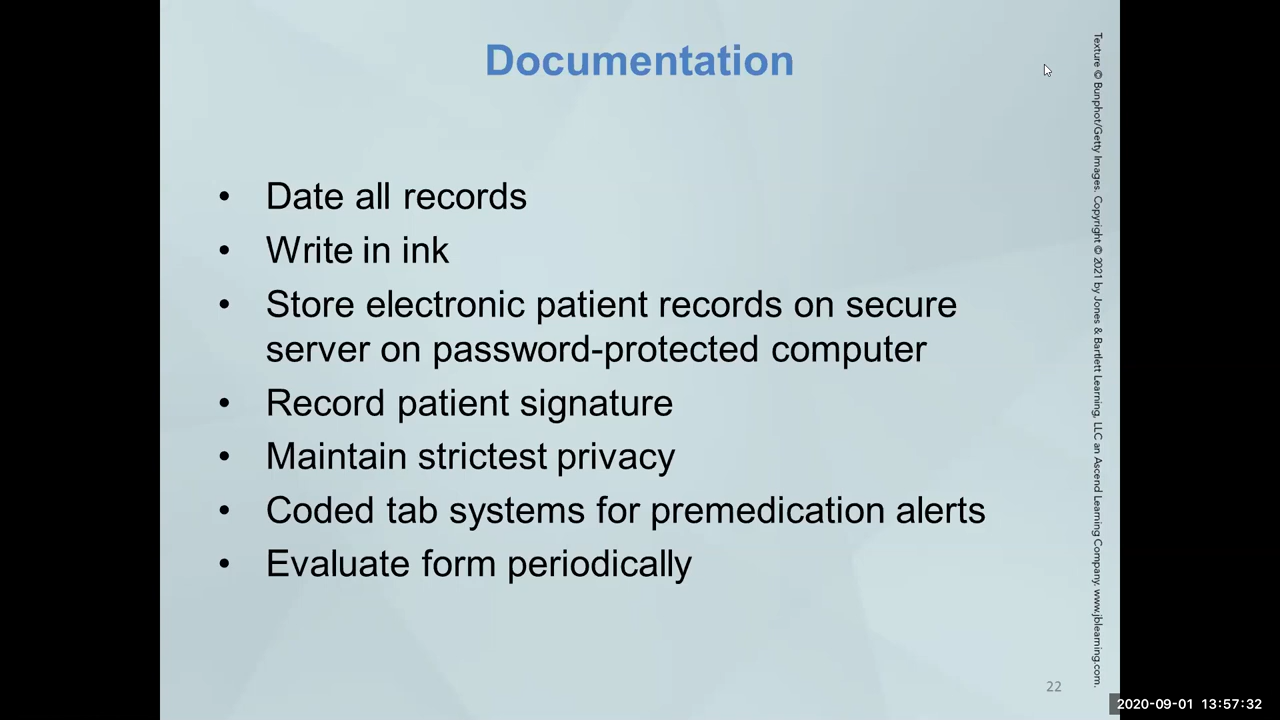 Documentation
• Date all records
• Write in ink
• Store electronic patient records on secure
server on password-protected computer
• Record patient signature
• Maintain strictest privacy
• Coded tab systems for premedication alerts
• Evaluate form periodically
Texture © Bunphot/Getty Images. Copyright © 2021 by Jones & Bartlett Learning, LLC an Ascend Learning Company. www.jblearning.com.
22
2020-09-01 13:57:32